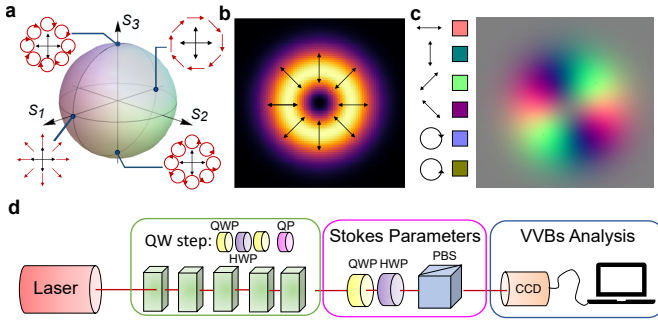 a
S3
S1
S2
b
c
d
QW step:
QWP
HWP
QP
Laser
Stokes Parameters
QWP
HWP
PBS
VVBs Analysis
CCD